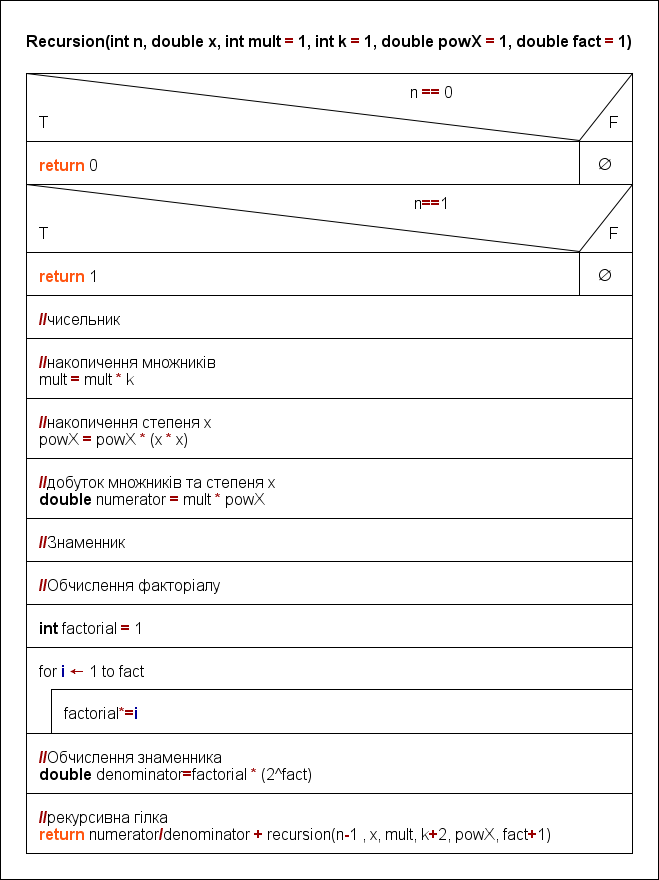 Recursion(int n, double x, int mult = 1, int k = 1, double powX = 1, double fact = 1)
n == 0
T F
return 0 ∅
n==1
T F
return 1 ∅
//чисельник
//накопичення множників
mult = mult * k
//накопичення степеня x
powX = powX * (x * x)
//добуток множників та степеня x
double numerator = mult * powX
//Знаменник
//Обчислення факторіалу
int factorial = 1
for i ← 1 to fact
factorial*=i
//Обчислення знаменника
double denominator=factorial * (2^fact)
//рекурсивна гілка
return numerator/denominator + recursion(n-1 , x, mult, k+2, powX, fact+1)